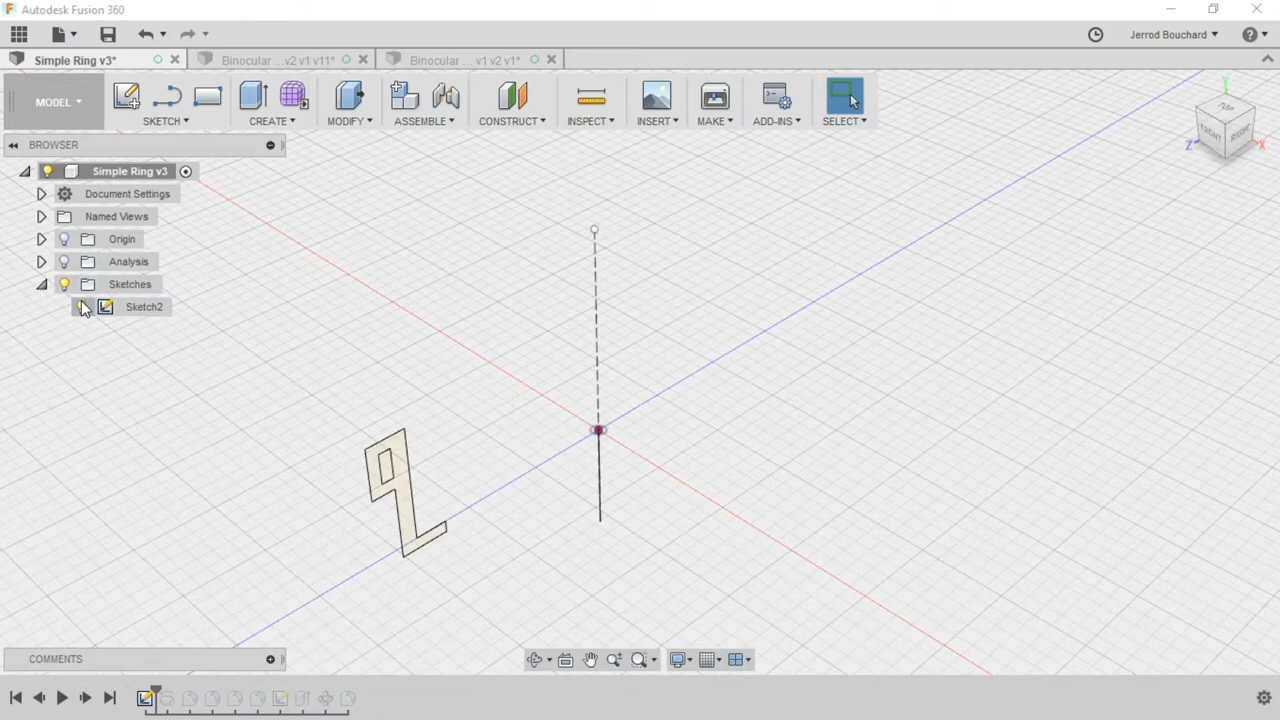 Autodesk Fusion 360
Jerrod Bouchard
Simple Ring v3*
Binocular ...v2 v1 v11*
Binocular ... v1 v2 v1*
MODEL
SKETCH
CREATE
MODIFY
ASSEMBLE
CONSTRUCT
INSPECT
INSERT
MAKE
ADD-INS
SELECT
Y
FRONT
RIGHT
Z
X
BROWSER
Simple Ring v3
Document Settings
Named Views
Origin
Analysis
Sketches
Sketch2
COMMENTS